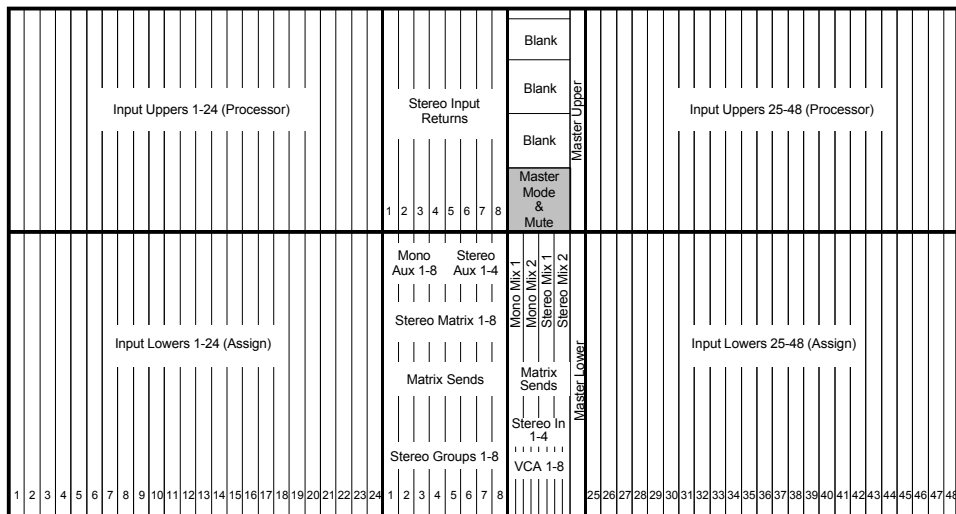 Blank
Blank
Blank
Input Uppers 1-24 (Processor)
Stereo Input
Returns
Master Upper
Input Uppers 25-48 (Processor)
Master
Mode
&
Mute
1 2 3 4 5 6 7 8
Mono
Aux 1-8
Stereo
Aux 1-4
Mono Mix 1
Mono Mix 2
Stereo Mix 1
Stereo Mix 2
Stereo Matrix 1-8
Input Lowers 1-24 (Assign)
Master Lower
Input Lowers 25-48 (Assign)
Matrix Sends
Matrix
Sends
Stereo In
1-4
Stereo Groups 1-8
VCA 1-8
1 2 3 4 5 6 7 8 9 10 11 12 13 14 15 16 17 18 19 20 21 22 23 24 1 2 3 4 5 6 7 8 25 26 27 28 29 30 31 32 33 34 35 36 37 38 39 40 41 42 43 44 45 46 47 48